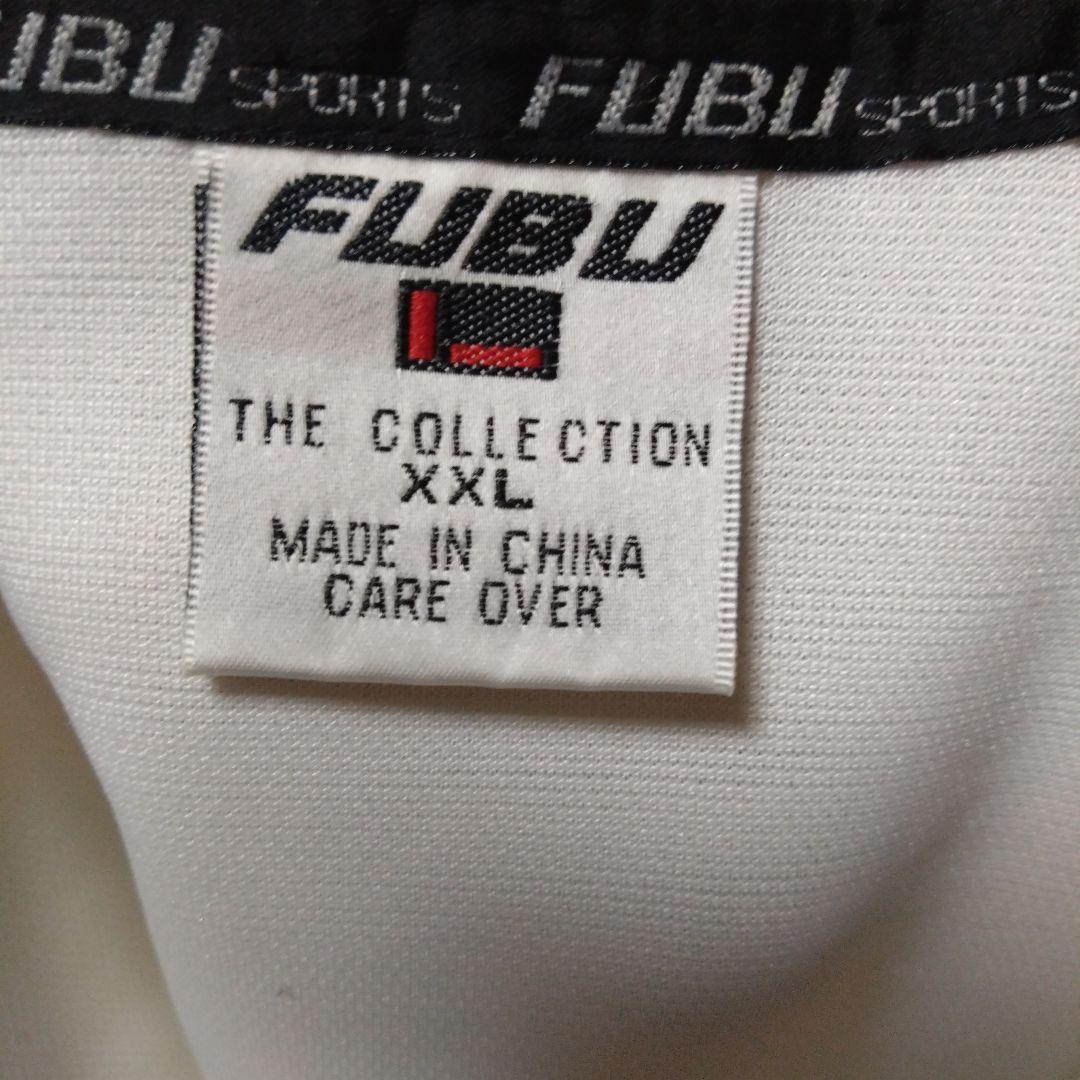 FUBU SPORTS FUBU SPORTS
FUBU
THE COLLECTION
XXL
MADE IN CHINA
CARE OVER